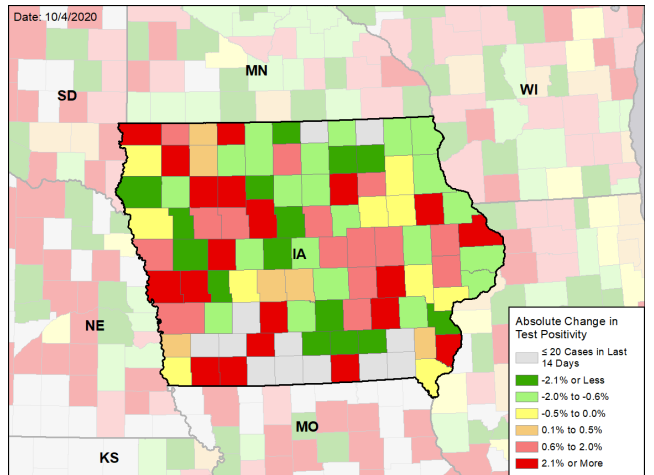 Date: 10/4/2020
MN
SD
WI
IA
NE
MO
KS
Absolute Change in
Test Positivity
≤ 20 Cases in Last
14 Days
-2.1% or Less
-2.0% to -0.6%
-0.5% to 0.0%
0.1% to 0.5%
0.6% to 2.0%
2.1% or More